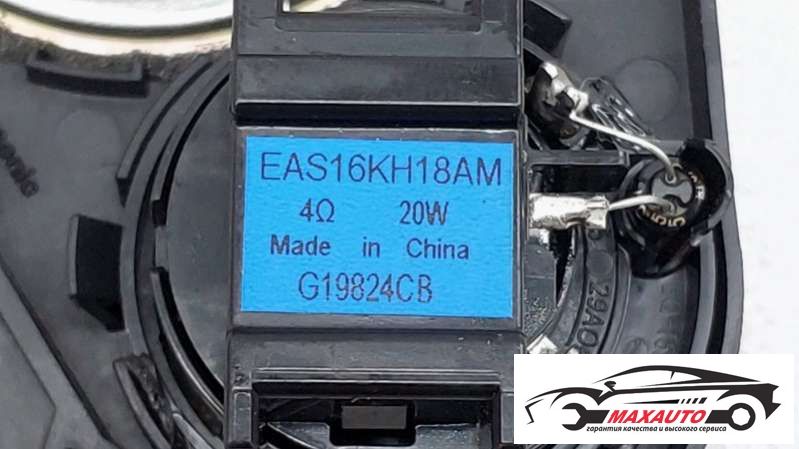 EAS16KH18AM
4Ω 20W
Made in China
G19824CB
MAXAUTO
гарантия качества и высокого сервиса